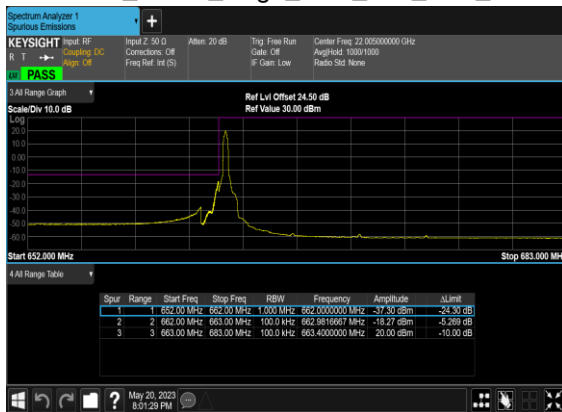 Spectrum Analyzer 1
Spurious Emissions
+
KEYSIGHT Input: RF Input Z: 50 Ω Atten: 20 dB Trig: Free Run Center Freq: 22.005000000 GHz
R T Coupling: DC Corrections: Off Gate: Off Avg|Hold: 1000/1000
Align: Off Freq Ref: Int (S) IF Gain: Low Radio Std: None
PASS
3 All Range Graph
Ref Lvl Offset 24.50 dB
Scale/Div 10.0 dB Ref Value 30.00 dBm
Log
20.0
10.0
0.00
-10.0
-20.0
-30.0
-40.0
-50.0
-60.0
Start 652.000 MHz Stop 683.000 MH
4 All Range Table
Spur Range Start Freq Stop Freq RBW Frequency Amplitude ΔLimit
1 1 652.00 MHz 662.00 MHz 1.000 MHz 662.0000000 MHz -37.30 dBm -24.30 dB
2 2 662.00 MHz 663.00 MHz 100.0 kHz 662.9816667 MHz -18.27 dBm -5.269 dB
3 3 663.00 MHz 683.00 MHz 100.0 kHz 663.4000000 MHz 20.00 dBm -10.00 dB
? May 20, 2023
8:01:29 PM